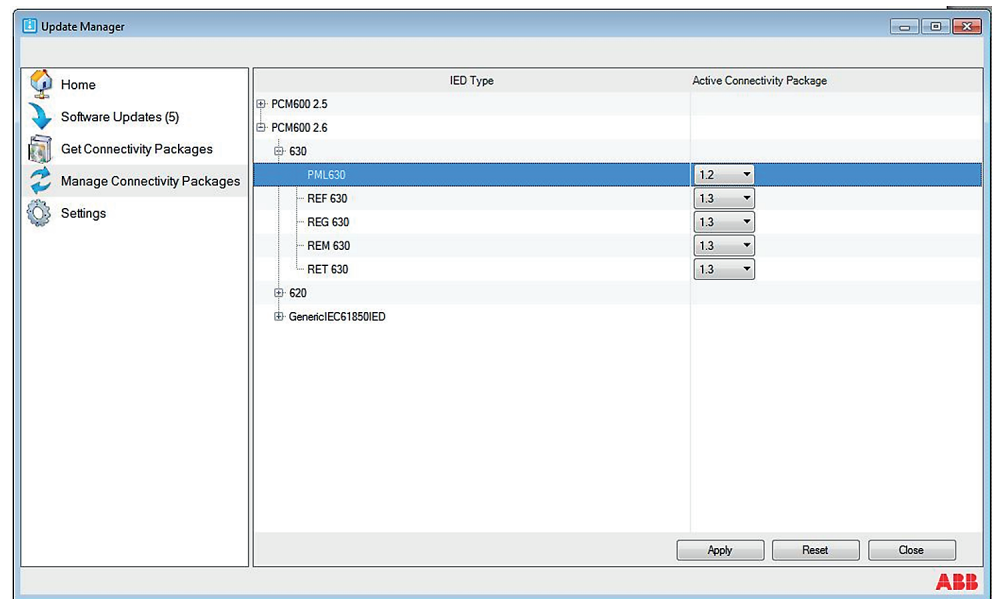 Update Manager
Home
Software Updates (5)
Get Connectivity Packages
Manage Connectivity Packages
Settings
IED Type Active Connectivity Package
PCM600 2.5
PCM600 2.6
630
PML630 1.2
REF 630 1.3
REG 630 1.3
REM 630 1.3
RET 630 1.3
620
GenericIEC61850IED
Apply Reset Close
ABB